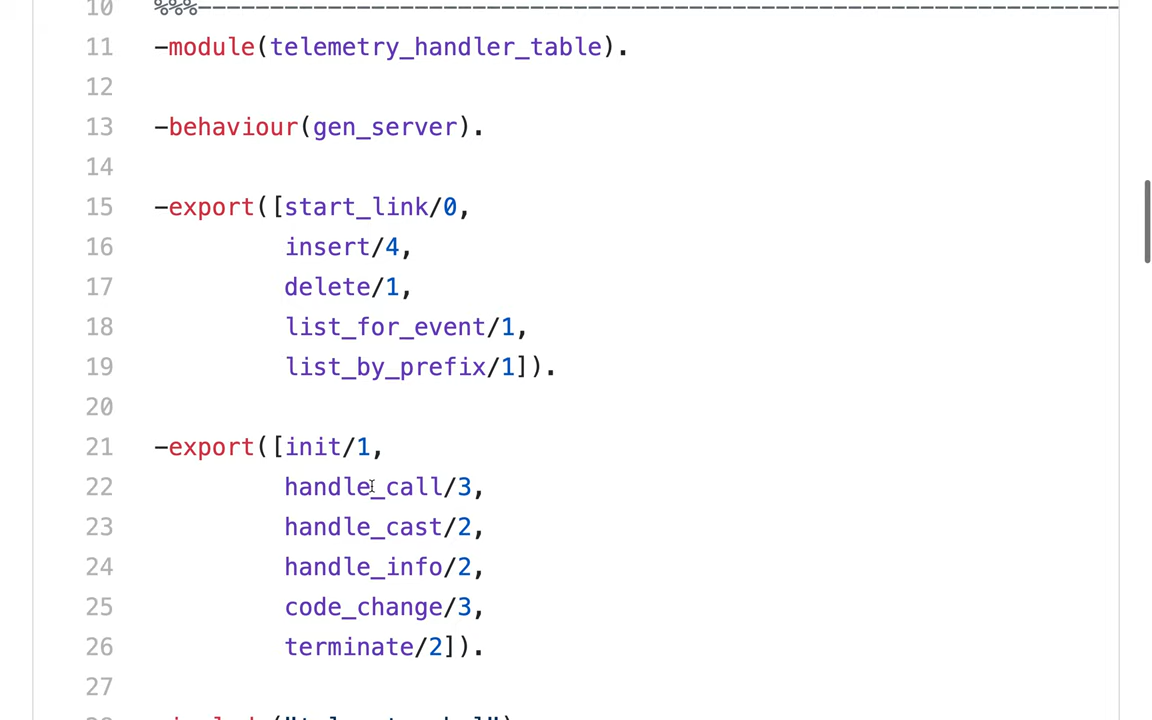 10 %%%-----------------------------------------------------------------
11 -module(telemetry_handler_table).
12
13 -behaviour(gen_server).
14
15 -export([start_link/0,
16 insert/4,
17 delete/1,
18 list_for_event/1,
19 list_by_prefix/1]).
20
21 -export([init/1,
22 handle_call/3,
23 handle_cast/2,
24 handle_info/2,
25 code_change/3,
26 terminate/2]).
27